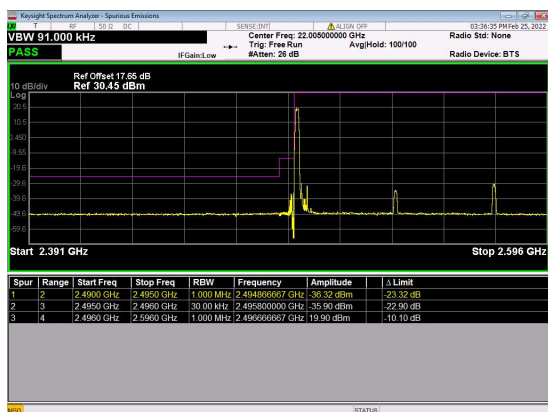 Keysight Spectrum Analyzer - Spurious Emissions
T RF 50 Ω DC SENSE:INT ALIGN OFF 03:36:35 PM Feb 25, 2022
VBW 91.000 kHz Center Freq: 22.005000000 GHz Radio Std: None
Trig: Free Run Avg|Hold: 100/100
PASS IFGain:Low #Atten: 26 dB Radio Device: BTS
Ref Offset 17.65 dB
10 dB/div Ref 30.45 dBm
Log
20.5
10.5
0.450
-9.55
-19.6
-29.6
-39.6
-49.6
-59.6
Start 2.391 GHz Stop 2.596 GHz
Spur Range Start Freq Stop Freq RBW Frequency Amplitude Δ Limit
1 2 2.4900 GHz 2.4950 GHz 1.000 MHz 2.494866667 GHz -36.32 dBm -23.32 dB
2 3 2.4950 GHz 2.4960 GHz 30.00 kHz 2.495800000 GHz -35.90 dBm -22.90 dB
3 4 2.4960 GHz 2.5960 GHz 1.000 MHz 2.496666667 GHz 19.90 dBm -10.10 dB
MSG STATUS